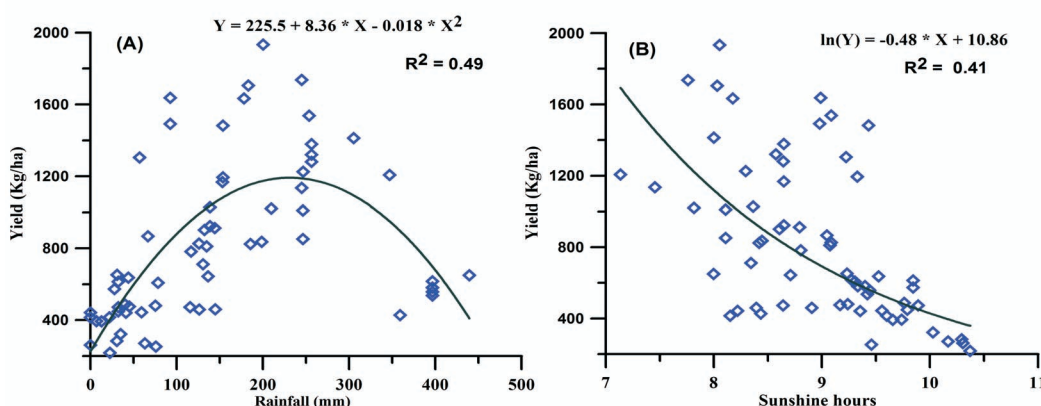 Y = 225.5 + 8.36 * X - 0.018 * X²
(A)
R² = 0.49
Yield (Kg/ha)
2000
1600
1200
800
400
0 100 200 300 400 500
Rainfall (mm)
(B)
ln(Y) = -0.48 * X + 10.86
R² = 0.41
Yield (Kg/ha)
2000
1600
1200
800
400
7 8 9 10 11
Sunshine hours